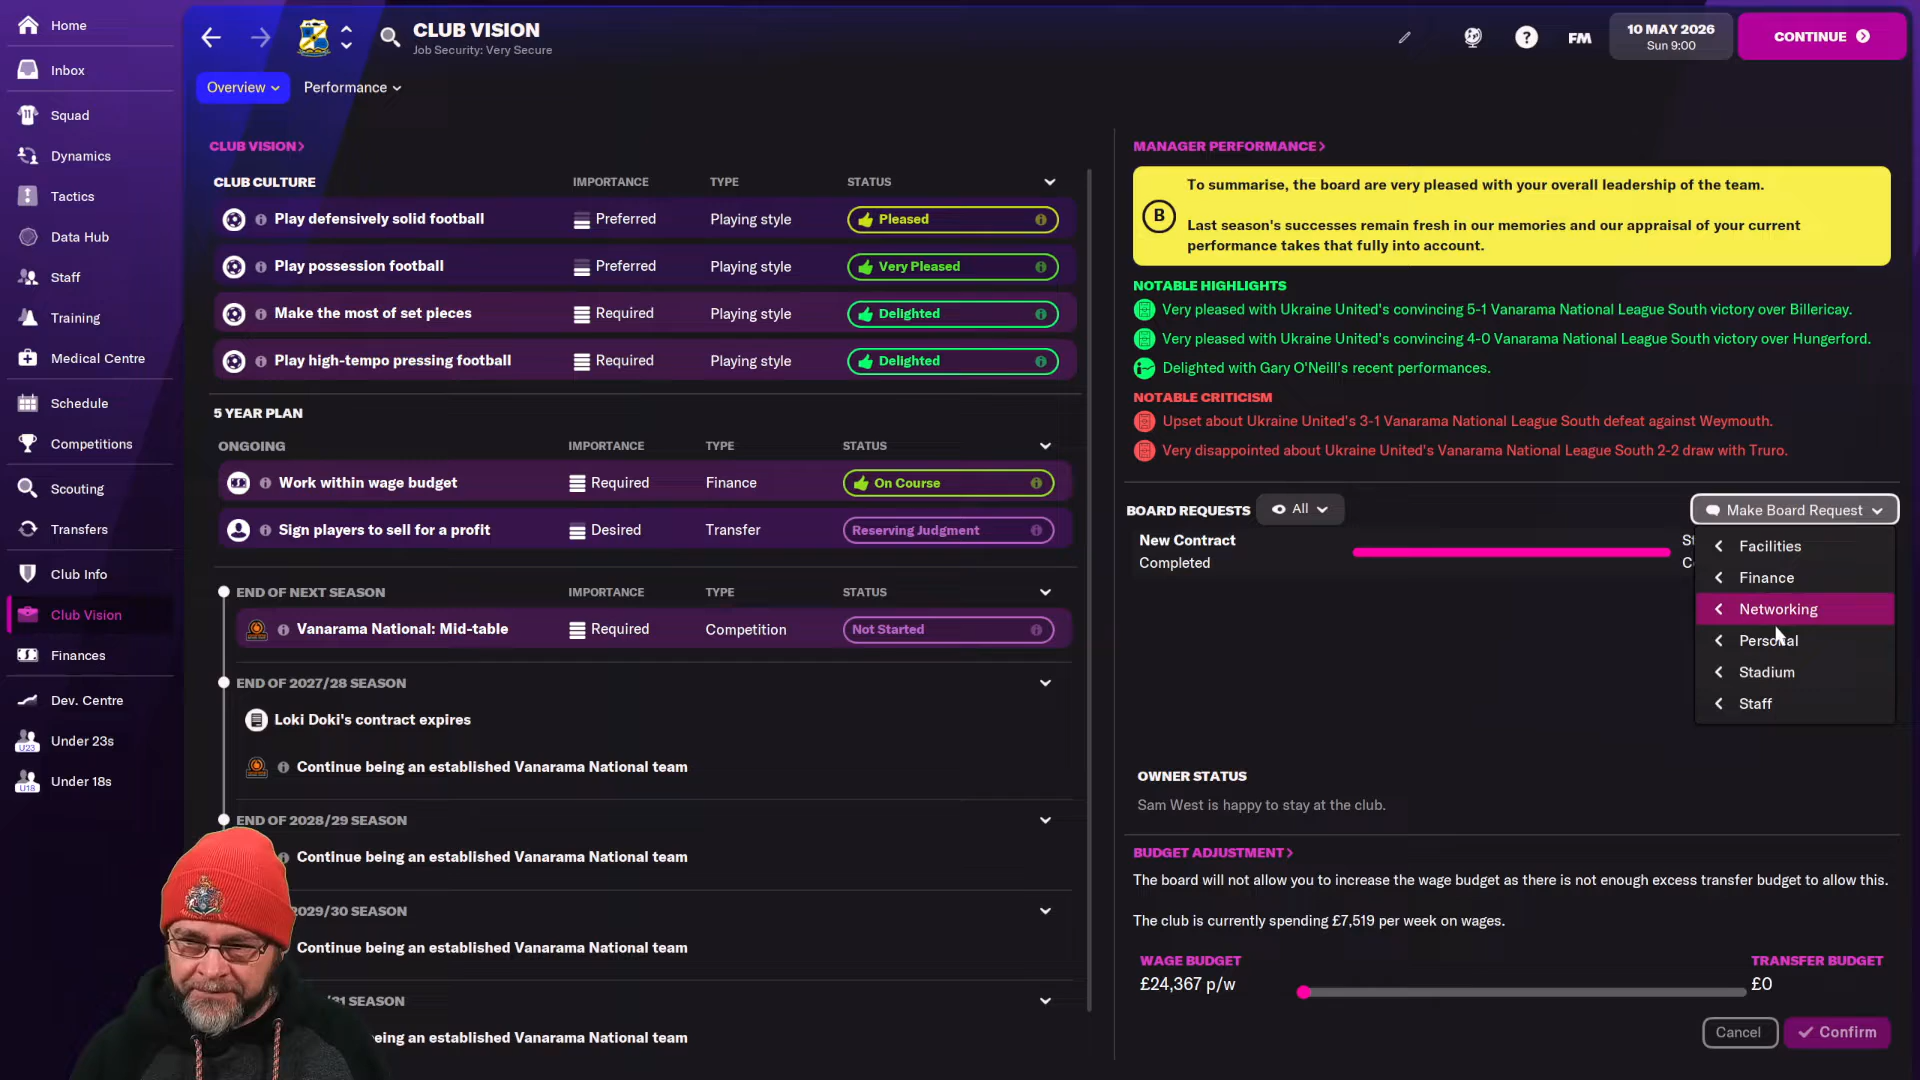 Home
Inbox
Squad
Dynamics
Tactics
Data Hub
Staff
Training
Medical Centre
Schedule
Competitions
Scouting
Transfers
Club Info
Club Vision
Finances
Dev. Centre
U23 Under 23s
U18 Under 18s
CLUB VISION
Job Security: Very Secure
FM
10 MAY 2026
Sun 9:00
CONTINUE
Overview
Performance
CLUB VISION
CLUB CULTURE IMPORTANCE TYPE STATUS
Play defensively solid football Preferred Playing style Pleased
Play possession football Preferred Playing style Very Pleased
Make the most of set pieces Required Playing style Delighted
Play high-tempo pressing football Required Playing style Delighted
5 YEAR PLAN
ONGOING IMPORTANCE TYPE STATUS
Work within wage budget Required Finance On Course
Sign players to sell for a profit Desired Transfer Reserving Judgment
END OF NEXT SEASON IMPORTANCE TYPE STATUS
Vanarama National: Mid-table Required Competition Not Started
END OF 2027/28 SEASON
Loki Doki's contract expires
Continue being an established Vanarama National team
END OF 2028/29 SEASON
Continue being an established Vanarama National team
2029/30 SEASON
Continue being an established Vanarama National team
/31 SEASON
being an established Vanarama National team
MANAGER PERFORMANCE
B
To summarise, the board are very pleased with your overall leadership of the team.
Last season's successes remain fresh in our memories and our appraisal of your current
performance takes that fully into account.
NOTABLE HIGHLIGHTS
Very pleased with Ukraine United's convincing 5-1 Vanarama National League South victory over Billericay.
Very pleased with Ukraine United's convincing 4-0 Vanarama National League South victory over Hungerford.
Delighted with Gary O'Neill's recent performances.
NOTABLE CRITICISM
Upset about Ukraine United's 3-1 Vanarama National League South defeat against Weymouth.
Very disappointed about Ukraine United's Vanarama National League South 2-2 draw with Truro.
BOARD REQUESTS All Make Board Request
New Contract
Completed
Facilities
Finance
Networking
Personal
Stadium
Staff
OWNER STATUS
Sam West is happy to stay at the club.
BUDGET ADJUSTMENT
The board will not allow you to increase the wage budget as there is not enough excess transfer budget to allow this.
The club is currently spending £7,519 per week on wages.
WAGE BUDGET TRANSFER BUDGET
£24,367 p/w £0
Cancel Confirm